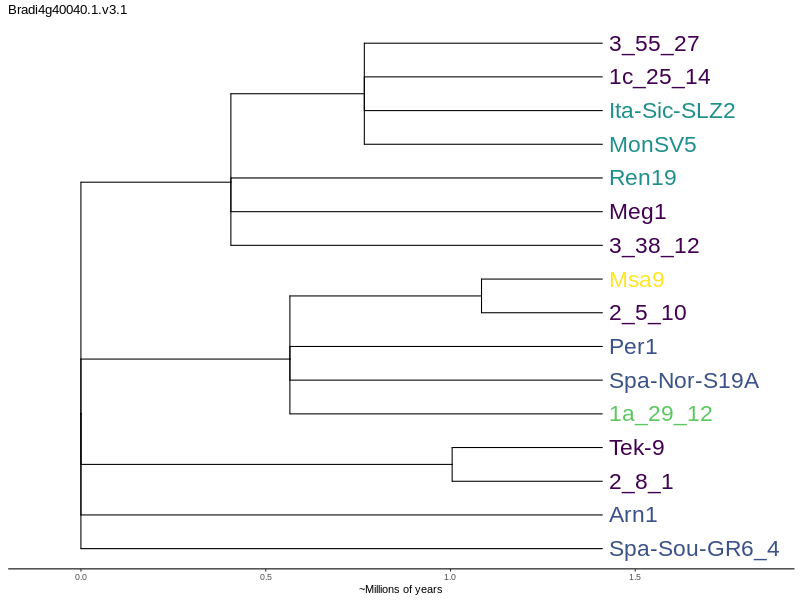 Bradi4g40040.1.v3.1
3_55_27
1c_25_14
Ita-Sic-SLZ2
MonSV5
Ren19
Meg1
3_38_12
Msa9
2_5_10
Per1
Spa-Nor-S19A
1a_29_12
Tek-9
2_8_1
Arn1
Spa-Sou-GR6_4
0.0 0.5 1.0 1.5
~Millions of years